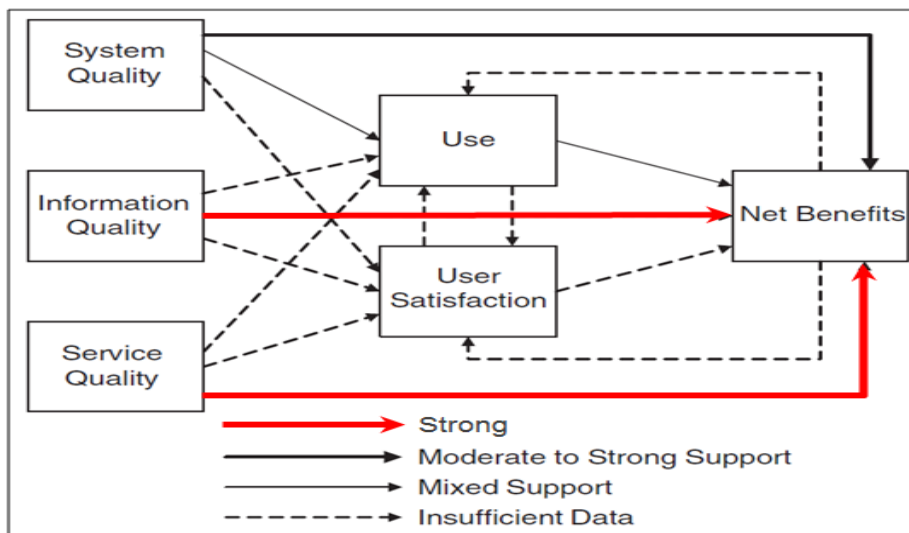 System
Quality
Use
Information
Quality
Net Benefits
User
Satisfaction
Service
Quality
Strong
Moderate to Strong Support
Mixed Support
Insufficient Data